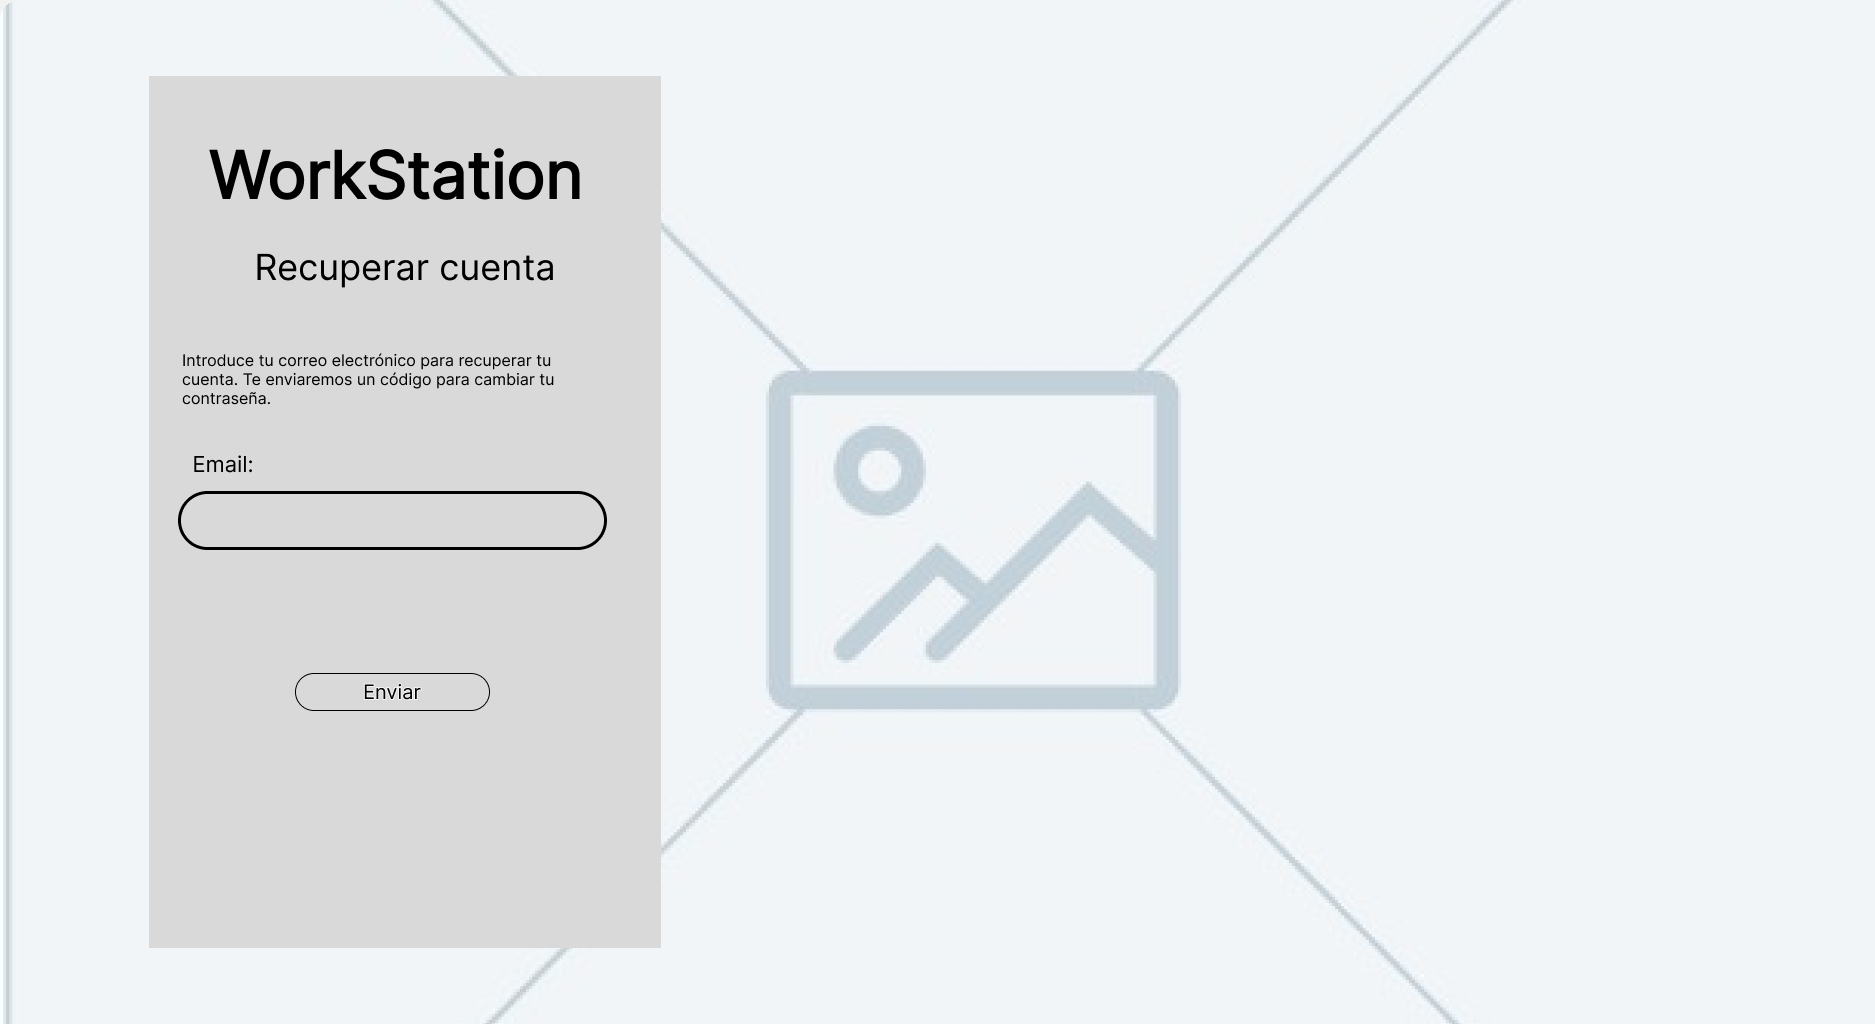 WorkStation
Recuperar cuenta
Introduce tu correo electrónico para recuperar tu
cuenta. Te enviaremos un código para cambiar tu
contraseña.
Email:
Enviar